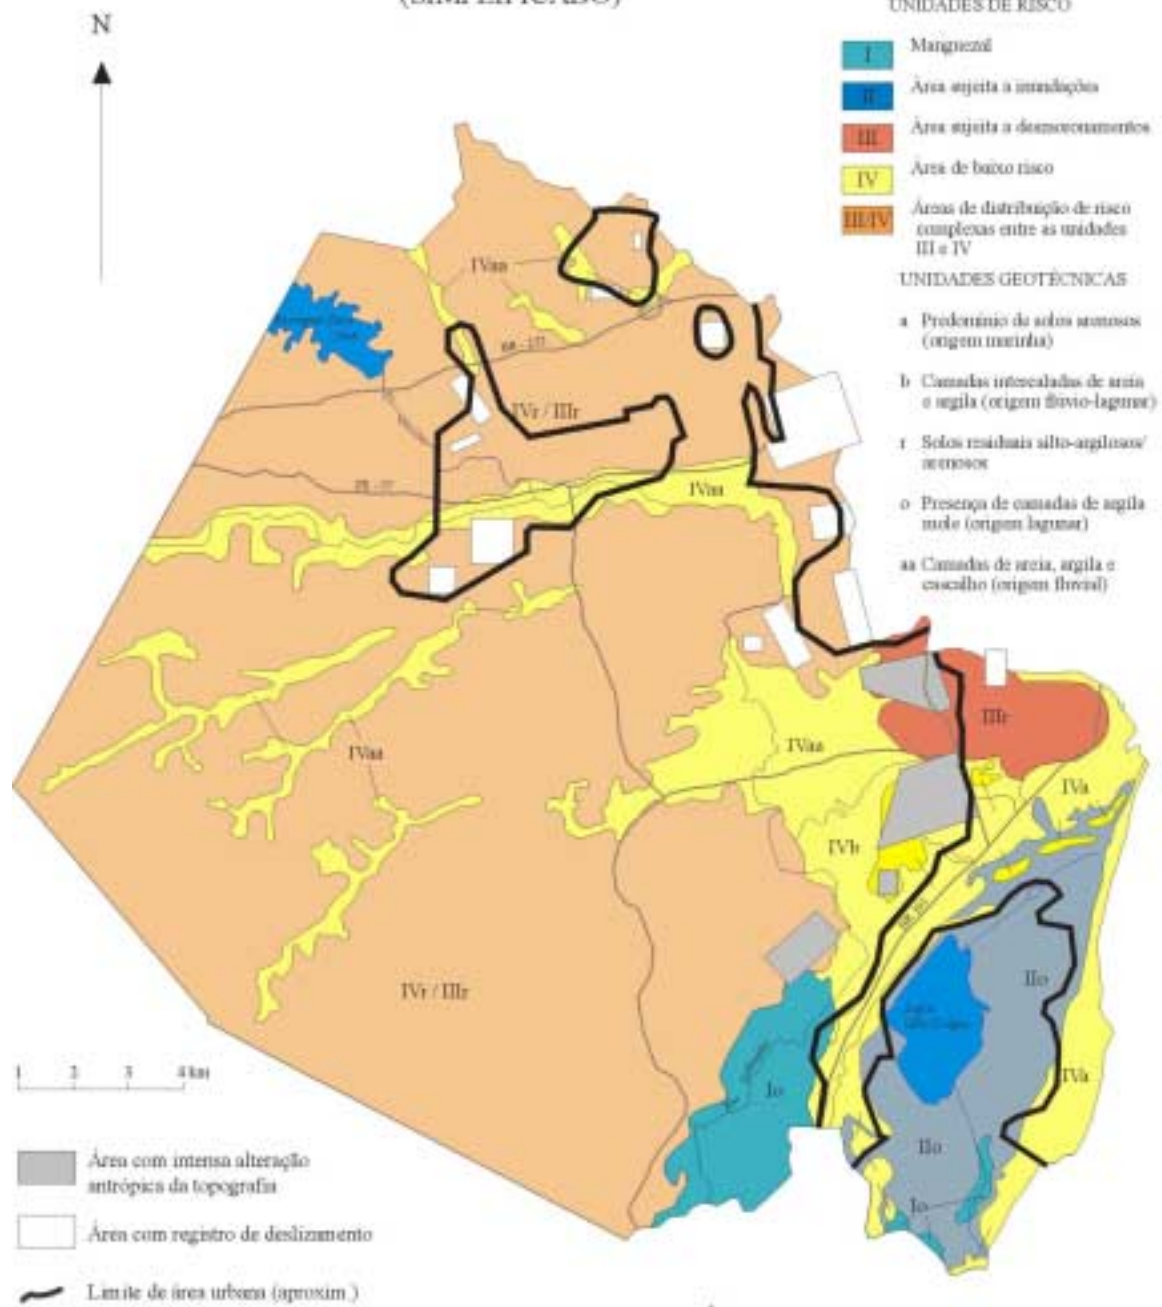 (SIMPLIFICADO)
UNIDADES DE RISCO
N
I Manguezal
II Área sujeita a inundações
III Área sujeita a desmoronamentos
IV Área de baixo risco
III/IV Áreas de distribuição de risco
complexas entre as unidades
III e IV
UNIDADES GEOTÉCNICAS
a Predomínio de solos arenosos
(origem marinha)
b Camadas intercaladas de areia
e argila (origem flúvio-lagunar)
r Solos residuais silto-argilosos/
arenosos
o Presença de camadas de argila
mole (origem lagunar)
aa Camadas de areia, argila e
cascalho (origem fluvial)
IVaa
IVr / IIIr
IVaa
IIIr
IVaa
IVaa
IVa
IVb
IVr / IIIr
IIo
IVa
Io
IIo
Io
1 2 3 4 km
Área com intensa alteração
antrópica da topografia
Área com registro de deslizamento
Limite de área urbana (aproxim.)